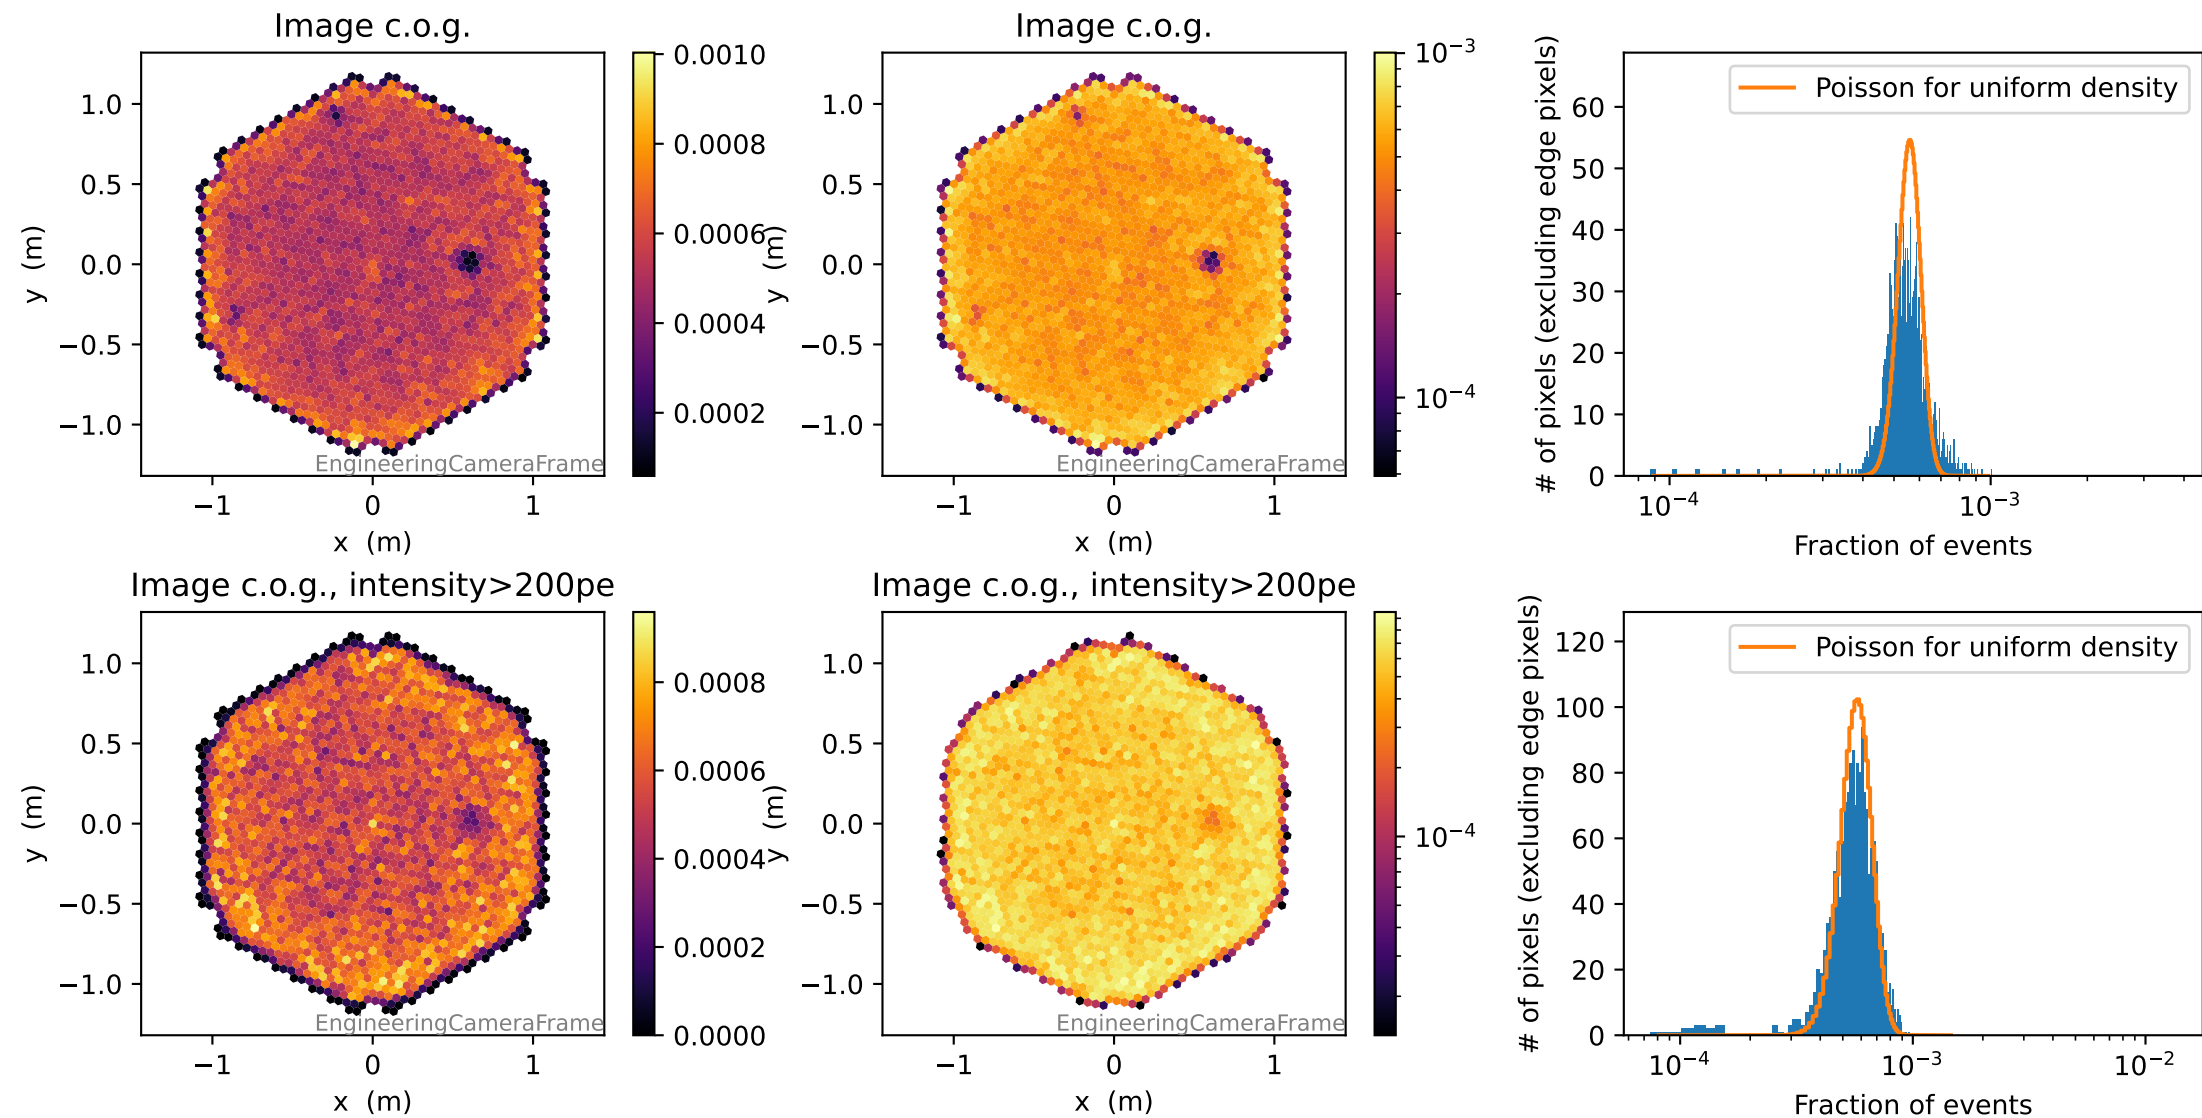 Image c.o.g.
1.0
0.5
0.0
−0.5
−1.0
y (m)
−1
0
1
x (m)
EngineeringCameraFrame
0.0010
0.0008
0.0006
0.0004
0.0002
Image c.o.g.
1.0
0.5
0.0
−0.5
−1.0
y (m)
−1
0
1
x (m)
EngineeringCameraFrame
10⁻³
10⁻⁴
# of pixels (excluding edge pixels)
60
50
40
30
20
10
0
Poisson for uniform density
10⁻⁴
10⁻³
Fraction of events
Image c.o.g., intensity>200pe
1.0
0.5
0.0
−0.5
−1.0
y (m)
−1
0
1
x (m)
EngineeringCameraFrame
0.0008
0.0006
0.0004
0.0002
0.0000
Image c.o.g., intensity>200pe
1.0
0.5
0.0
−0.5
−1.0
y (m)
−1
0
1
x (m)
EngineeringCameraFrame
10⁻⁴
# of pixels (excluding edge pixels)
120
100
80
60
40
20
0
Poisson for uniform density
10⁻⁴
10⁻³
10⁻²
Fraction of events